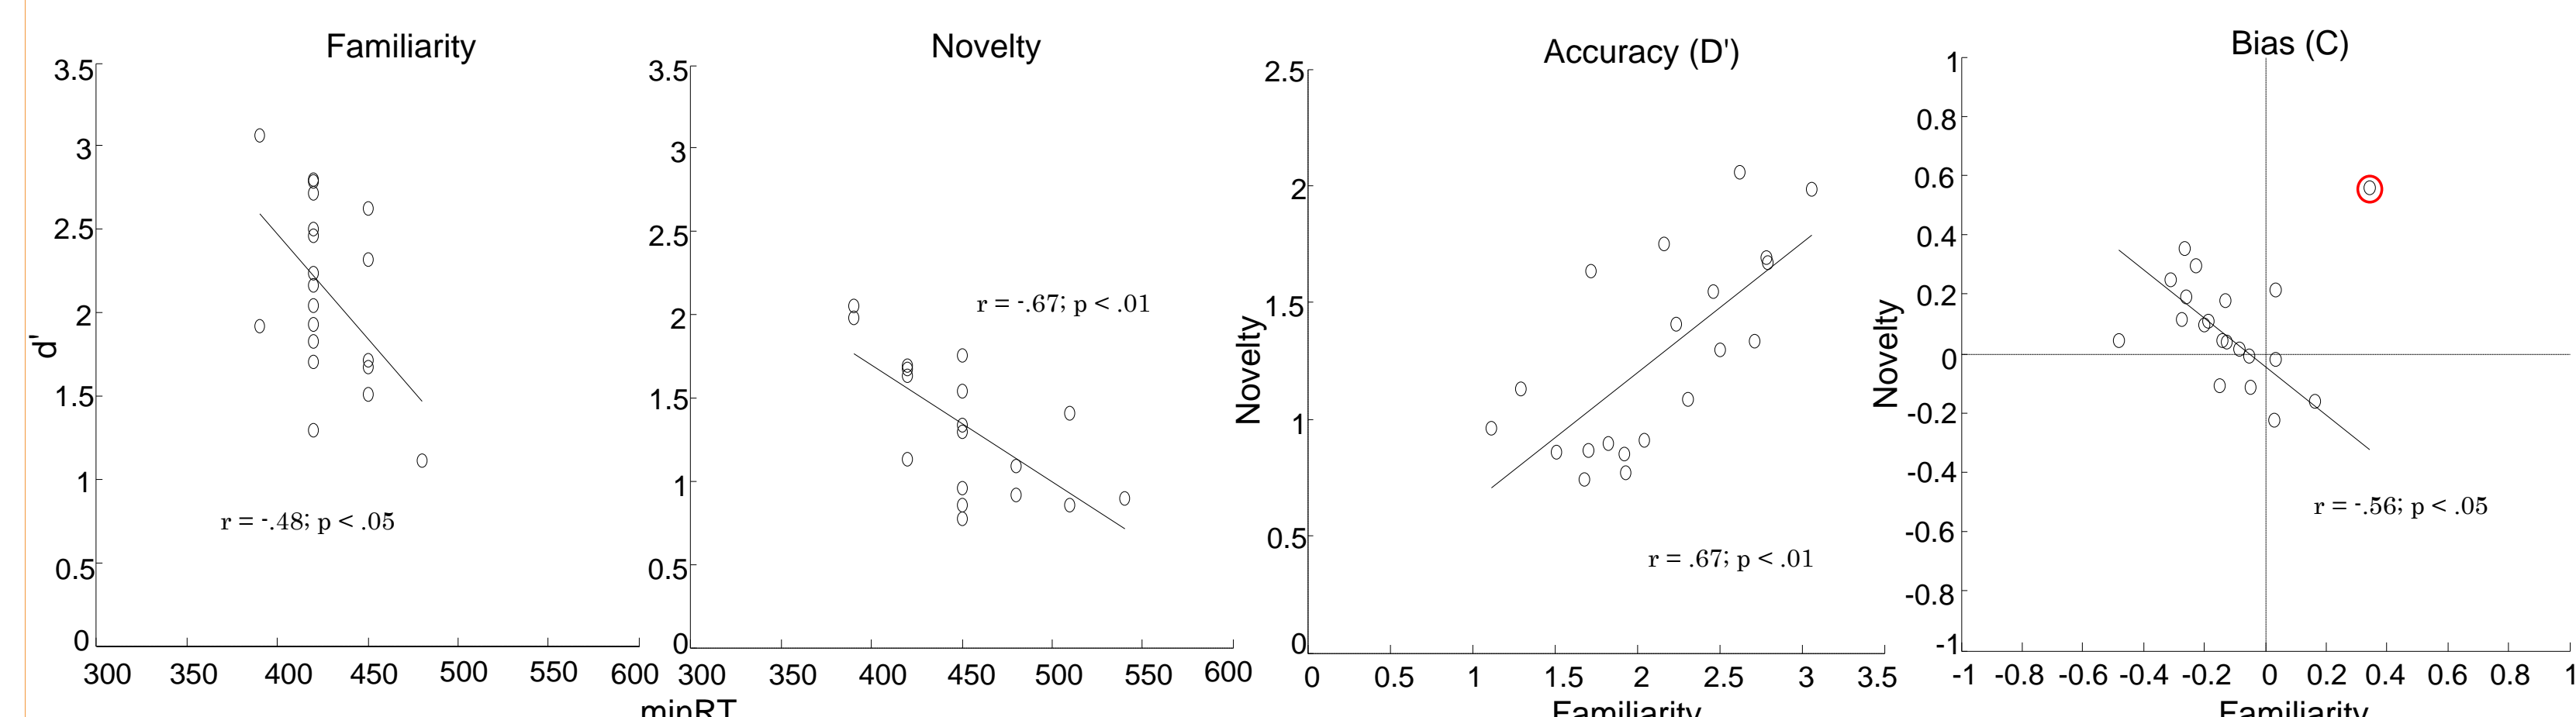 Familiarity
3.5
3
2.5
2
1.5
1
0.5
0
d'
r = -.48; p < .05
300 350 400 450 500 550 600
Novelty
3.5
3
2.5
2
1.5
1
0.5
0
r = -.67; p < .01
300 350 400 450 500 550 600
minRT
Accuracy (D')
2.5
2
1.5
1
0.5
0
Novelty
r = .67; p < .01
0 0.5 1 1.5 2 2.5 3 3.5
Familiarity
Bias (C)
1
0.8
0.6
0.4
0.2
0
-0.2
-0.4
-0.6
-0.8
-1
Novelty
r = -.56; p < .05
-1 -0.8 -0.6 -0.4 -0.2 0 0.2 0.4 0.6 0.8 1
Familiarity